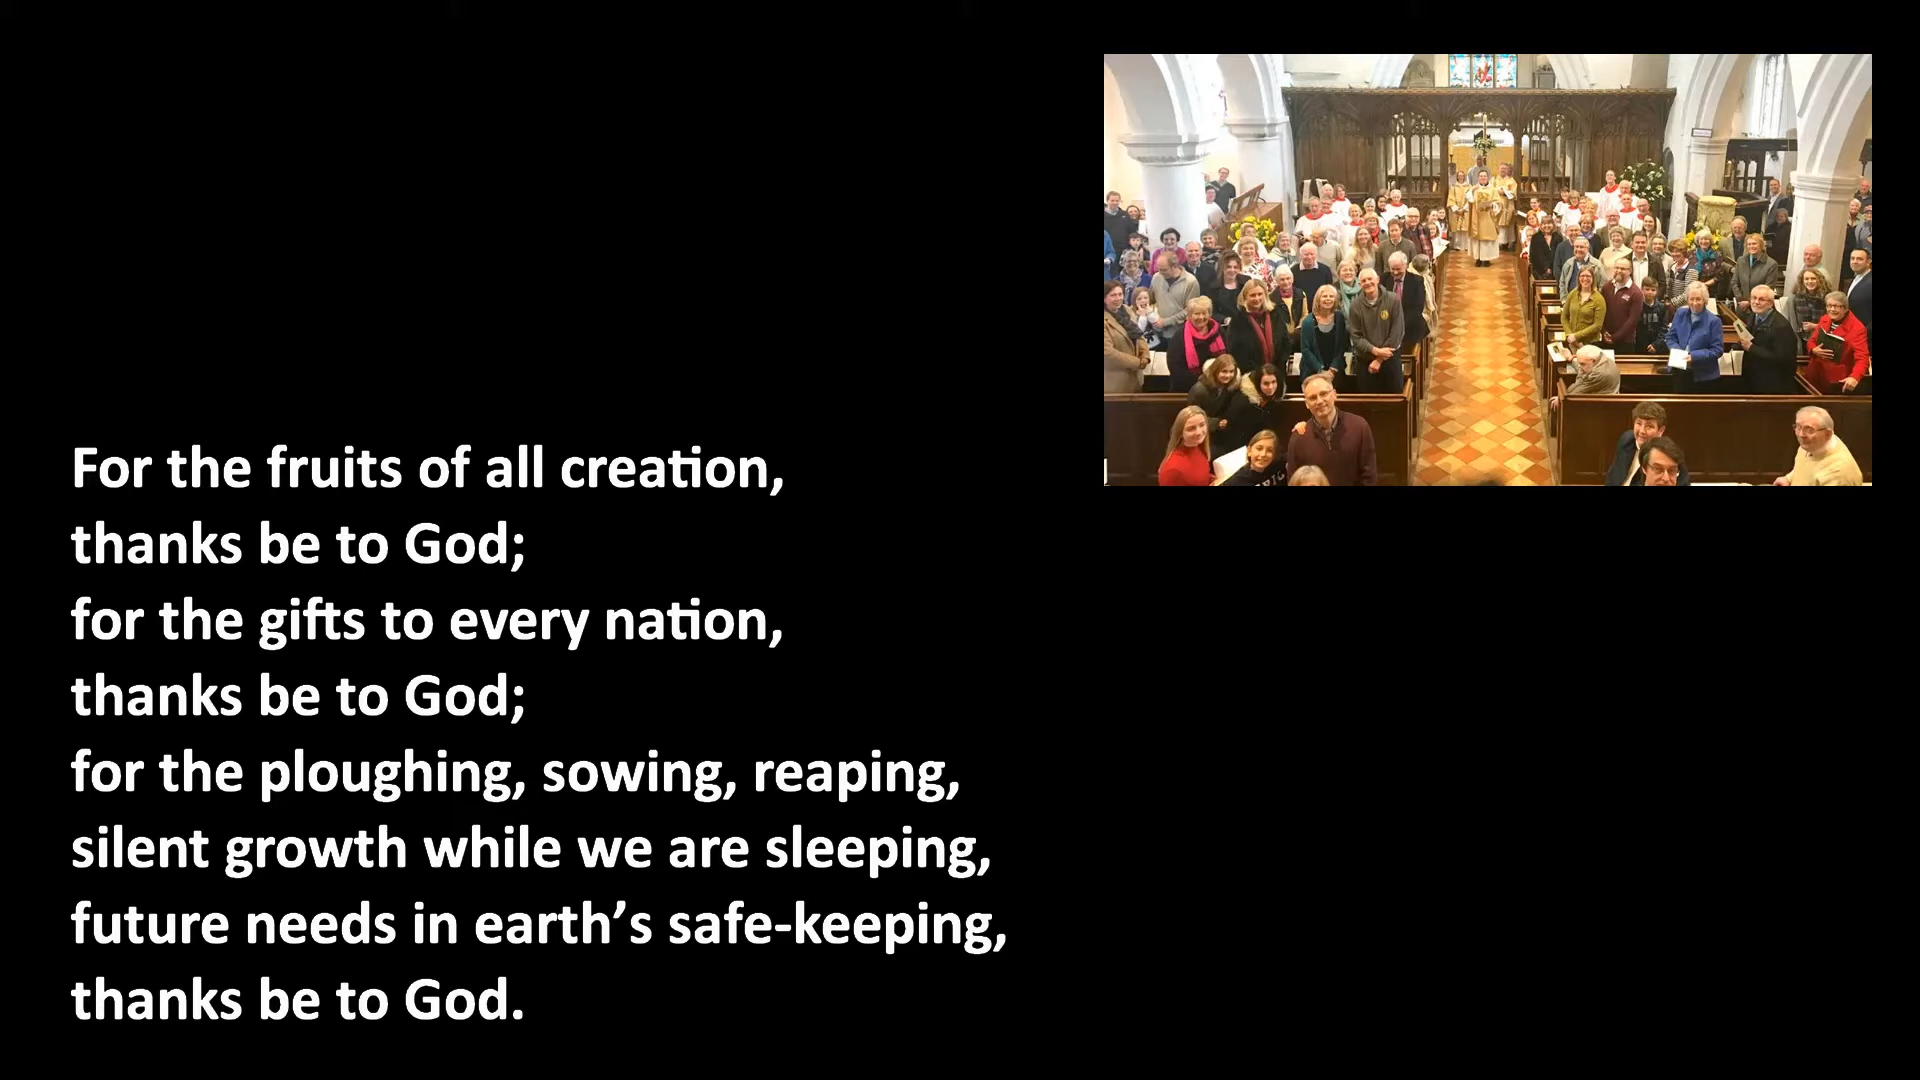 For the fruits of all creation,
thanks be to God;
for the gifts to every nation,
thanks be to God;
for the ploughing, sowing, reaping,
silent growth while we are sleeping,
future needs in earth’s safe-keeping,
thanks be to God.